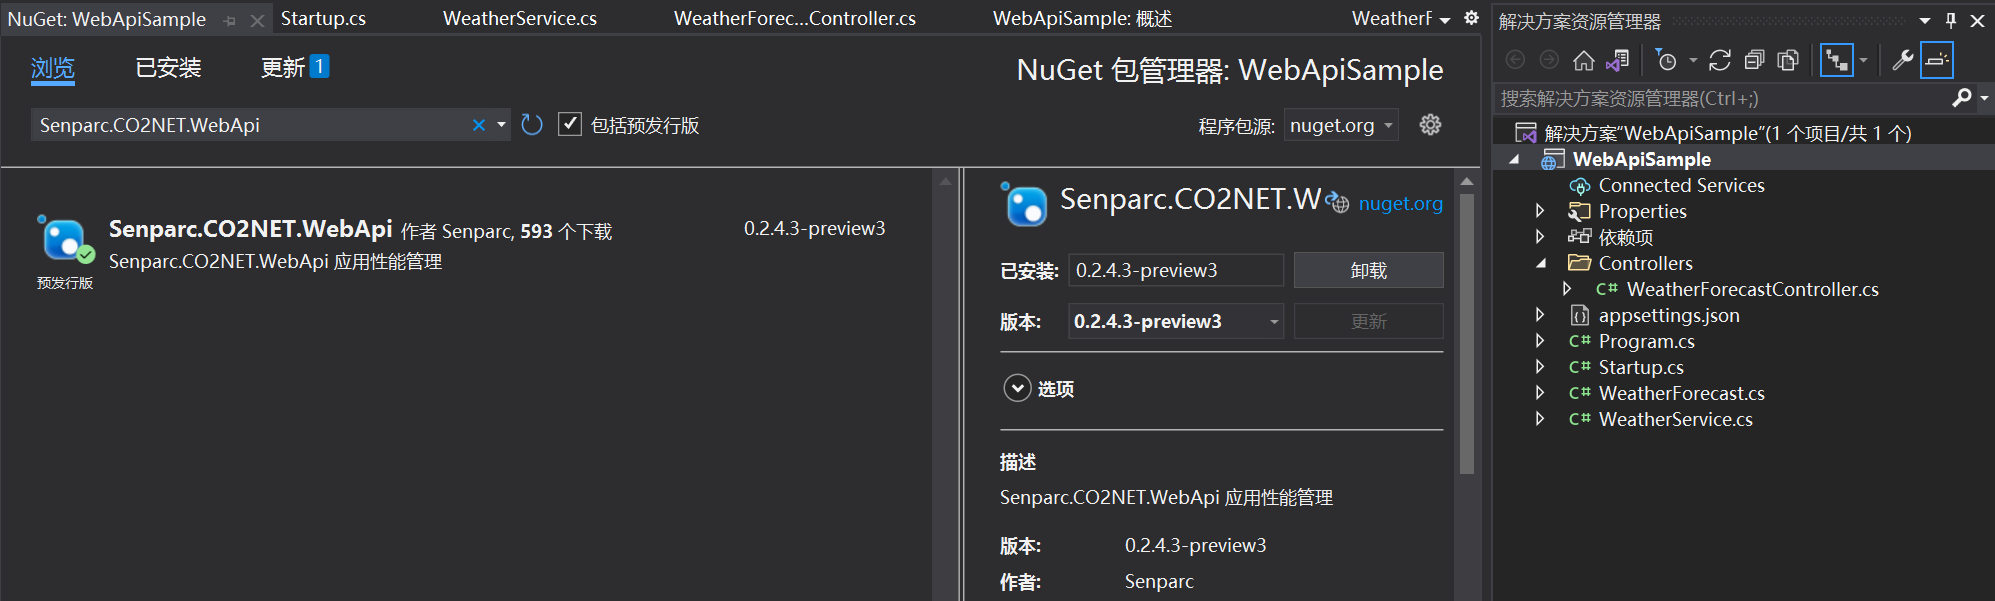 NuGet: WebApiSample
Startup.cs
WeatherService.cs
WeatherForec...Controller.cs
WebApiSample: 概述
WeatherF
浏览
已安装
更新 1
NuGet 包管理器: WebApiSample
Senparc.CO2NET.WebApi
包括预发行版
程序包源: nuget.org
Senparc.CO2NET.WebApi 作者 Senparc, 593 个下载
0.2.4.3-preview3
Senparc.CO2NET.WebApi 应用性能管理
预发行版
Senparc.CO2NET.W
nuget.org
已安装: 0.2.4.3-preview3 卸载
版本: 0.2.4.3-preview3 更新
选项
描述
Senparc.CO2NET.WebApi 应用性能管理
版本: 0.2.4.3-preview3
作者: Senparc
解决方案资源管理器
搜索解决方案资源管理器(Ctrl+;)
解决方案“WebApiSample”(1 个项目/共 1 个)
WebApiSample
Connected Services
Properties
依赖项
Controllers
C# WeatherForecastController.cs
appsettings.json
C# Program.cs
C# Startup.cs
C# WeatherForecast.cs
C# WeatherService.cs